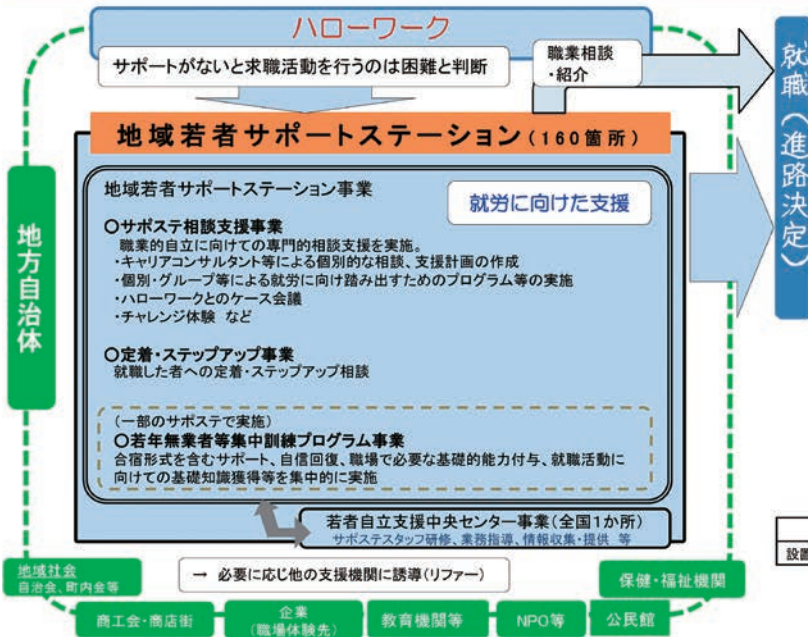 ハローワーク
サポートがないと求職活動を行うのは困難と判断
職業相談
・紹介
就職(進路決定)
地域若者サポートステーション(160箇所)
地域若者サポートステーション事業
就労に向けた支援
○サポステ相談支援事業
職業的自立に向けての専門的相談支援を実施。
・キャリアコンサルタント等による個別的な相談、支援計画の作成
・個別・グループ等による就労に向け踏み出すためのプログラム等の実施
・ハローワークとのケース会議
・チャレンジ体験 など
○定着・ステップアップ事業
就職した者への定着・ステップアップ相談
(一部のサポステで実施)
○若年無業者等集中訓練プログラム事業
合宿形式を含むサポート、自信回復、職場で必要な基礎的能力付与、就職活動に
向けての基礎知識獲得等を集中的に実施
地方自治体
若者自立支援中央センター事業(全国1か所)
サポステスタッフ研修、業務指導、情報収集・提供 等
設置
地域社会
自治会、町内会等
→ 必要に応じ他の支援機関に誘導(リファー)
保健・福祉機関
商工会・商店街
企業
(職場体験先)
教育機関等
NPO等
公民館